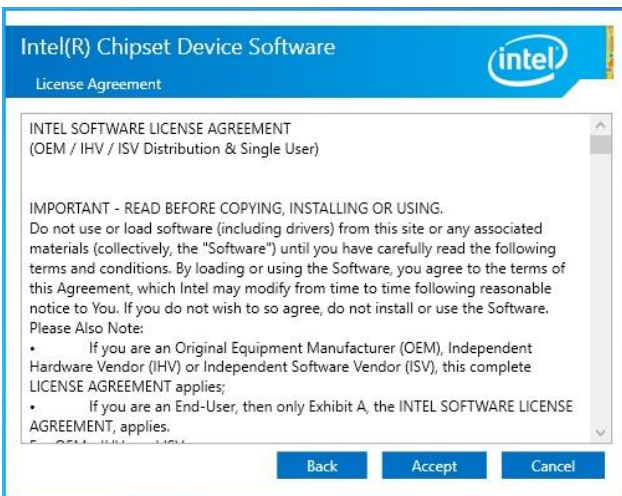 Intel(R) Chipset Device Software
intel
License Agreement
INTEL SOFTWARE LICENSE AGREEMENT
(OEM / IHV / ISV Distribution & Single User)
IMPORTANT - READ BEFORE COPYING, INSTALLING OR USING.
Do not use or load software (including drivers) from this site or any associated
materials (collectively, the "Software") until you have carefully read the following
terms and conditions. By loading or using the Software, you agree to the terms of
this Agreement, which Intel may modify from time to time following reasonable
notice to You. If you do not wish to so agree, do not install or use the Software.
Please Also Note:
• If you are an Original Equipment Manufacturer (OEM), Independent
Hardware Vendor (IHV) or Independent Software Vendor (ISV), this complete
LICENSE AGREEMENT applies;
• If you are an End-User, then only Exhibit A, the INTEL SOFTWARE LICENSE
AGREEMENT, applies.
Back Accept Cancel